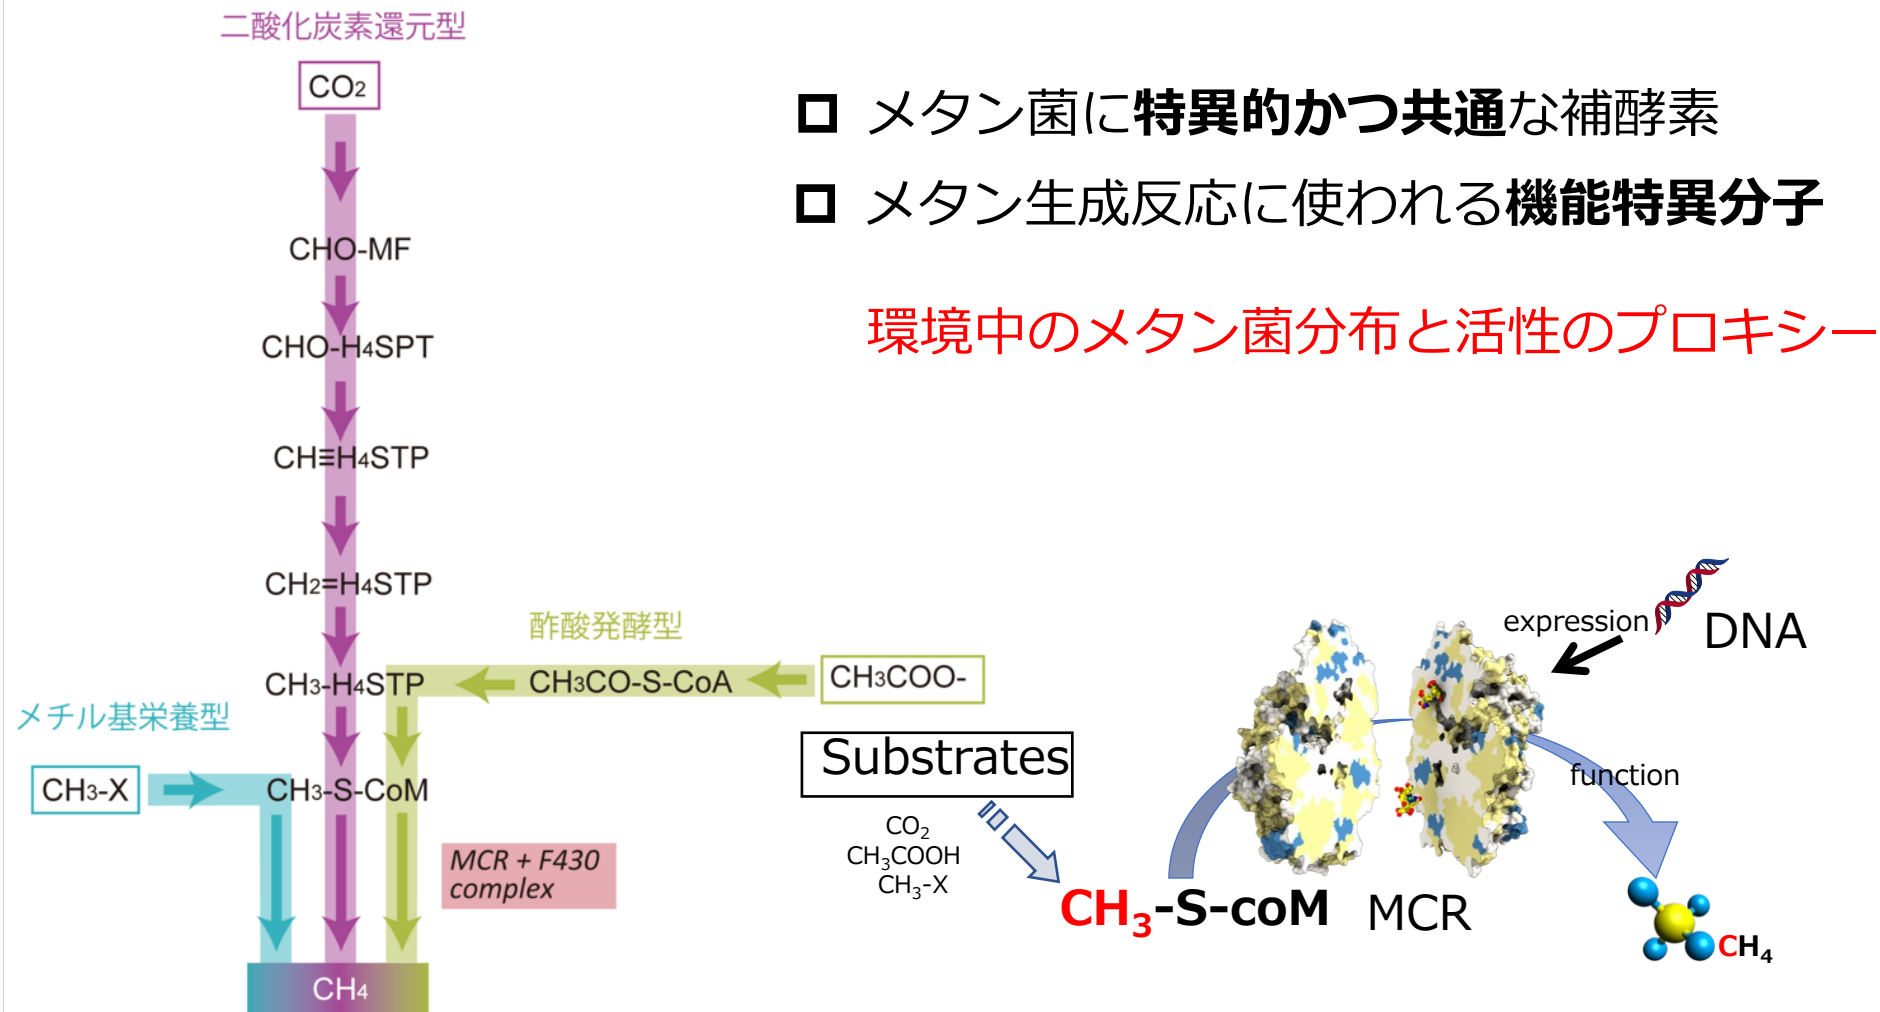 二酸化炭素還元型
CO2
CHO-MF
CHO-H4SPT
CH≡H4STP
CH2=H4STP
酢酸発酵型
CH3-H4STP
CH3CO-S-CoA
CH3COO-
メチル基栄養型
CH3-X
CH3-S-CoM
MCR + F430
complex
CH4
メタン菌に特異的かつ共通な補酵素
メタン生成反応に使われる機能特異分子
環境中のメタン菌分布と活性のプロキシー
expression
DNA
Substrates
CO2
CH3COOH
CH3-X
function
CH3-S-coM
MCR
CH4